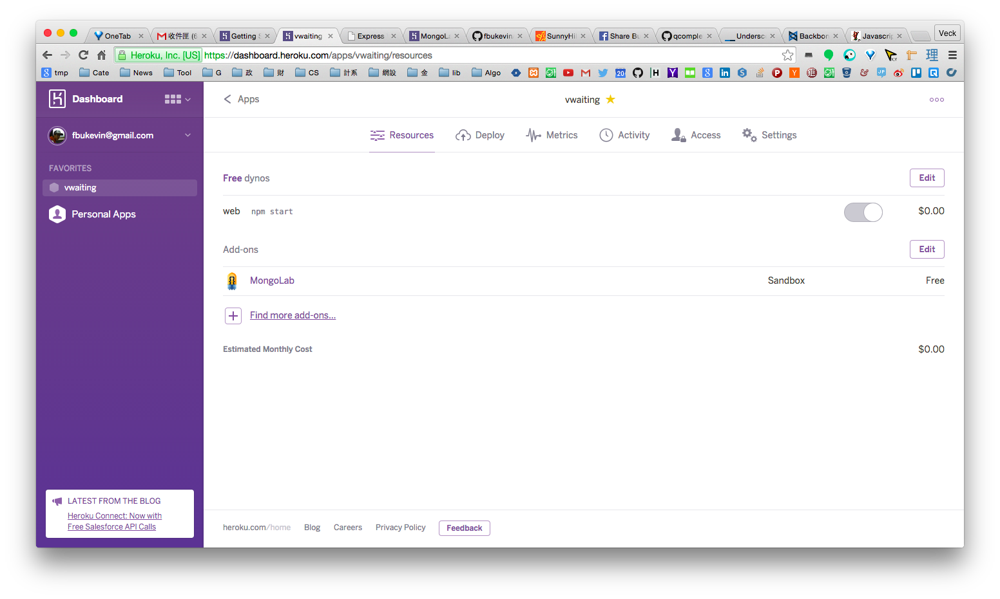 OneTab
收件匣 (6
Getting S
vwaiting
Express
MongoLa
fbukevin
SunnyHi
Share Bu
qcomple
Undersc
Backbon
Javascrip
Veck
Heroku, Inc. [US] https://dashboard.heroku.com/apps/vwaiting/resources
tmp Cate News Tool G 政 財 CS 計系 網設 金 lib Algo
Dashboard
Apps
vwaiting
fbukevin@gmail.com
Resources Deploy Metrics Activity Access Settings
FAVORITES
vwaiting
Personal Apps
Free dynos
Edit
web npm start $0.00
Add-ons
Edit
MongoLab Sandbox Free
Find more add-ons...
Estimated Monthly Cost $0.00
LATEST FROM THE BLOG
Heroku Connect: Now with
Free Salesforce API Calls
heroku.com/home Blog Careers Privacy Policy Feedback